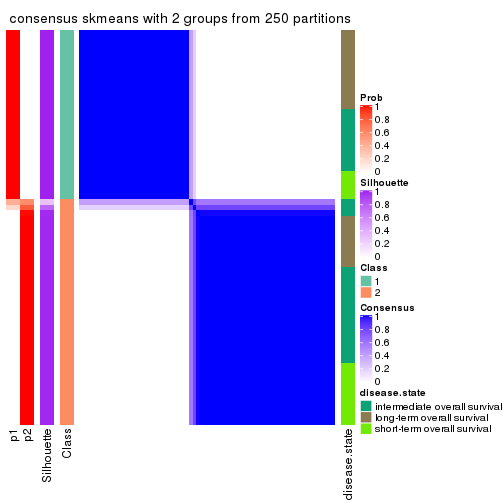 consensus skmeans with 2 groups from 250 partitions
Prob
1
0.8
0.6
0.4
0.2
0
Silhouette
1
0.8
0.6
0.4
0.2
0
Class
1
2
Consensus
1
0.8
0.6
0.4
0.2
0
disease.state
intermediate overall survival
long-term overall survival
short-term overall survival
p1
p2
Silhouette
Class
disease.state